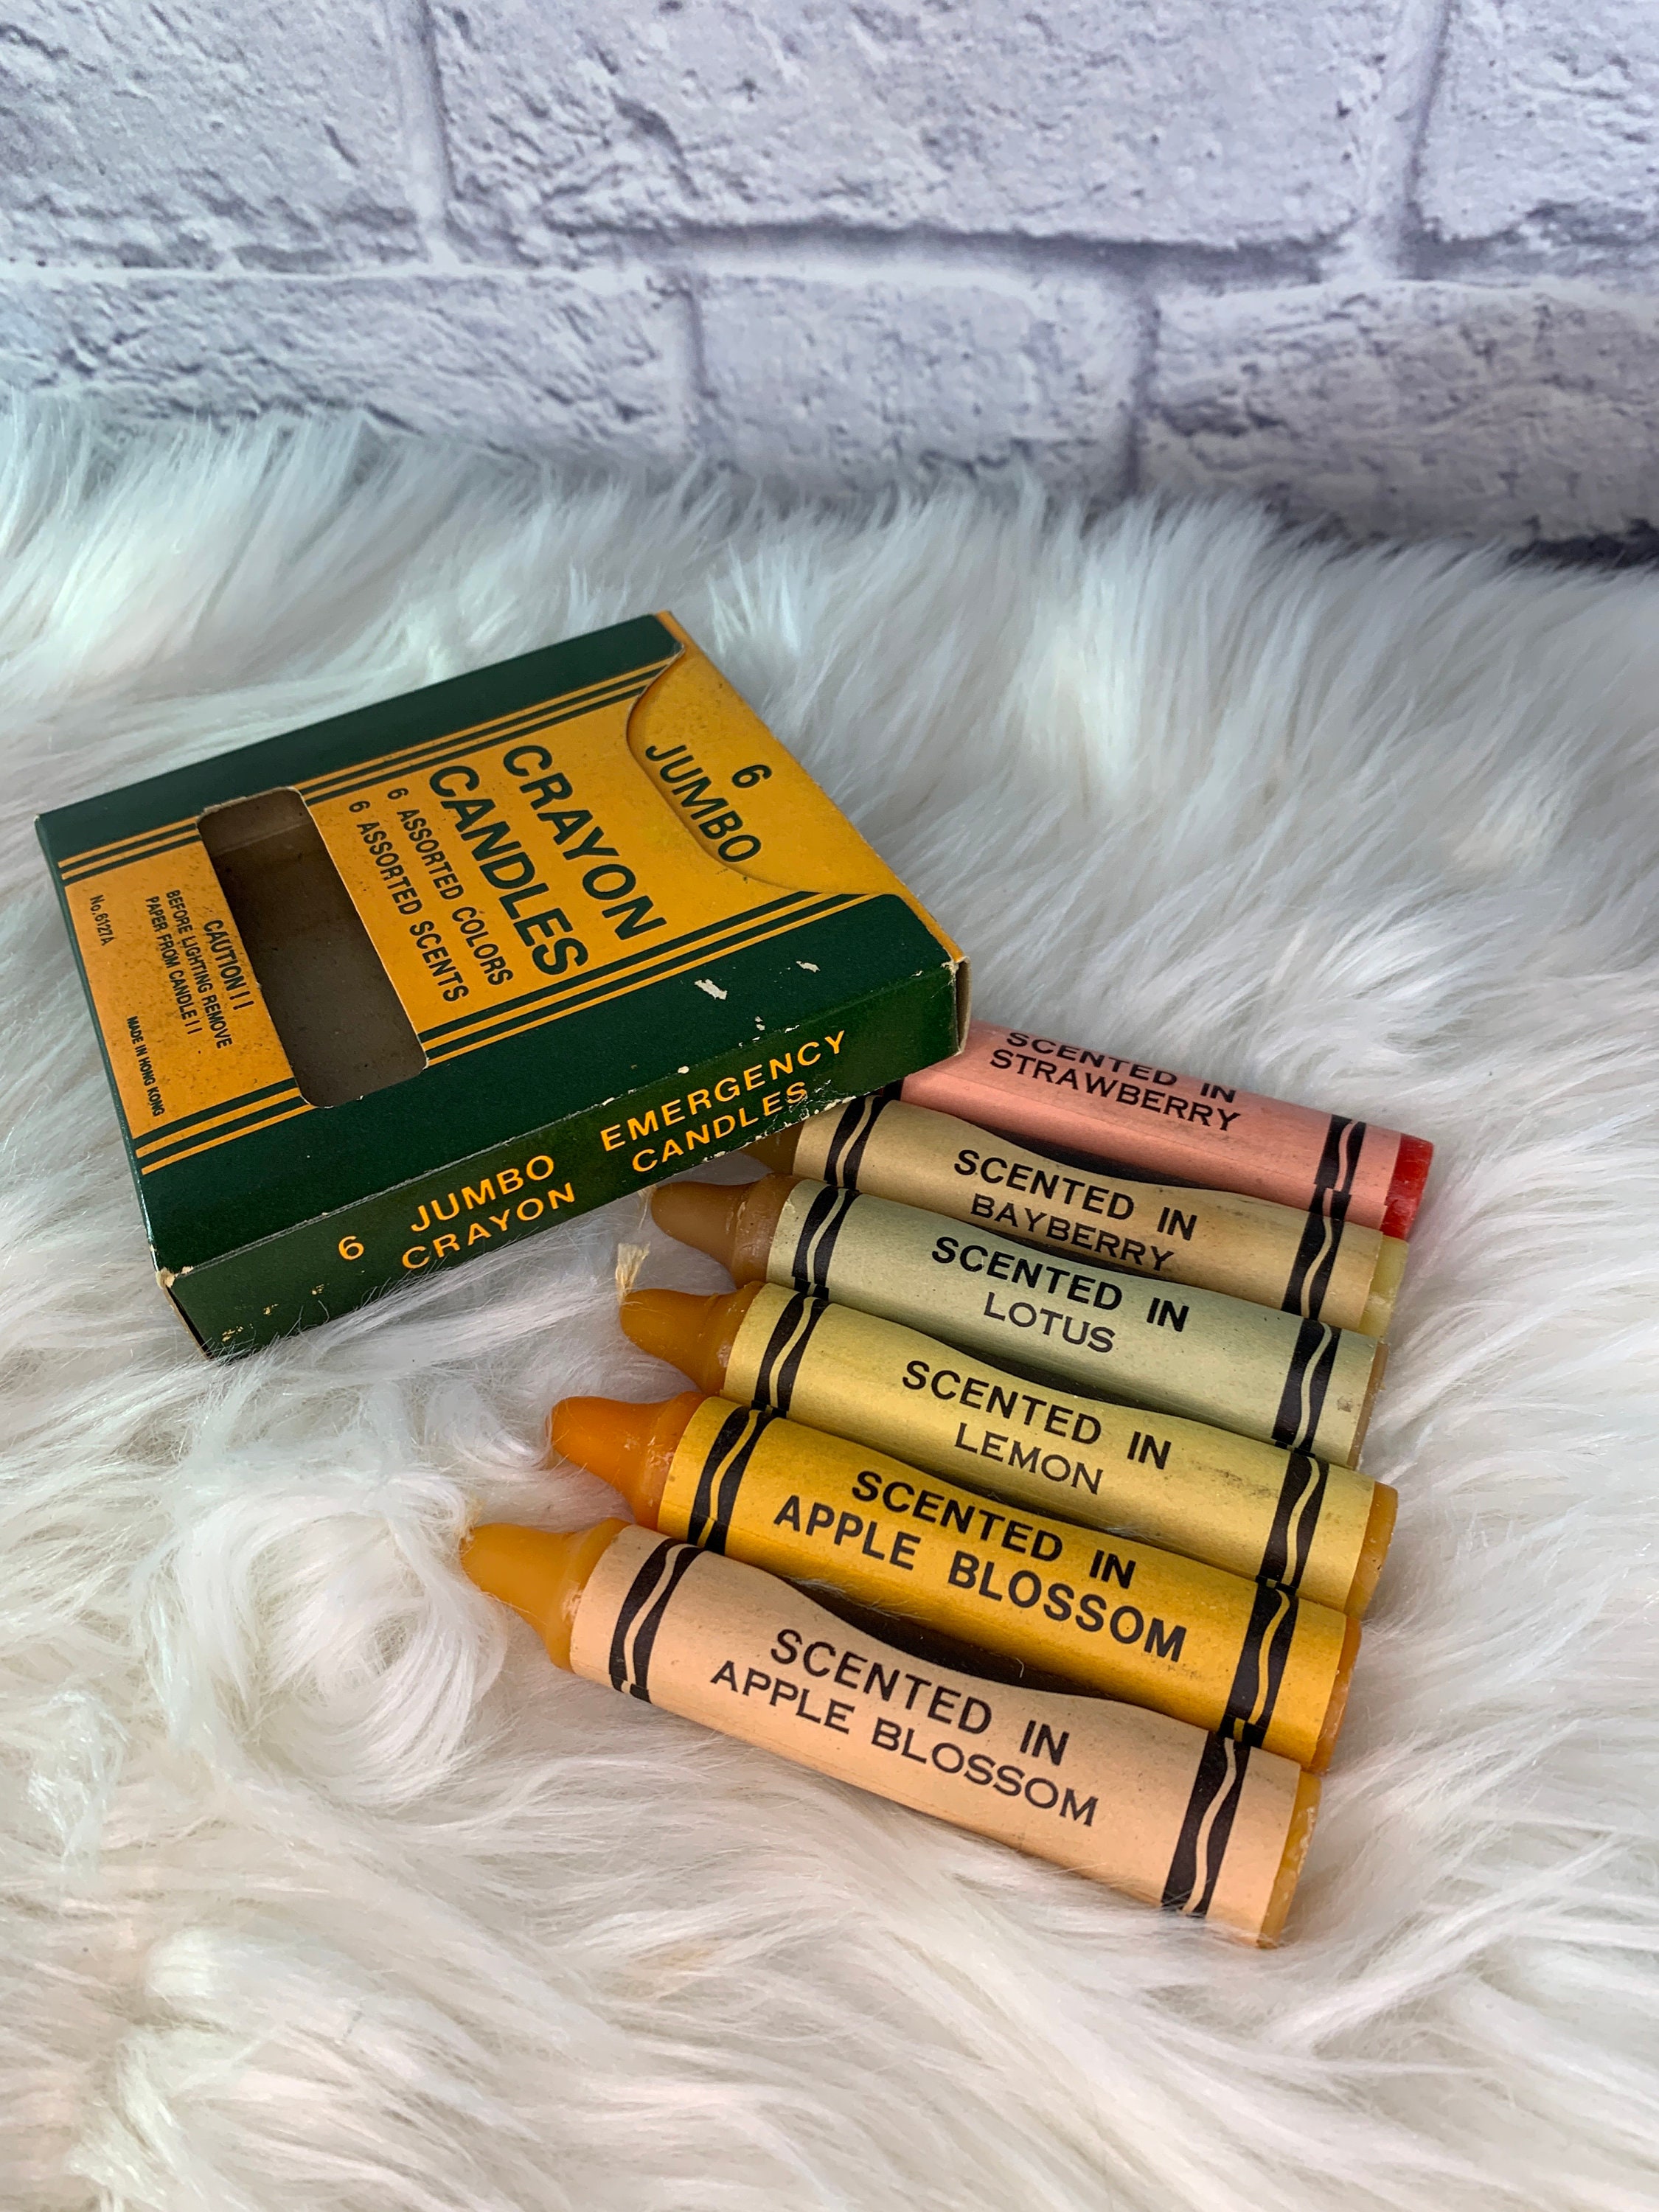 6
JUMBO
CRAYON
CANDLES
6 ASSORTED COLORS
6 ASSORTED SCENTS
CAUTION!!
BEFORE LIGHTING REMOVE
PAPER FROM CANDLE!!
No.6127A
MADE IN HONG KONG
6 JUMBO
CRAYON
EMERGENCY
CANDLES
SCENTED IN
STRAWBERRY
SCENTED IN
BAYBERRY
SCENTED IN
LOTUS
SCENTED IN
LEMON
SCENTED IN
APPLE BLOSSOM
SCENTED IN
APPLE BLOSSOM